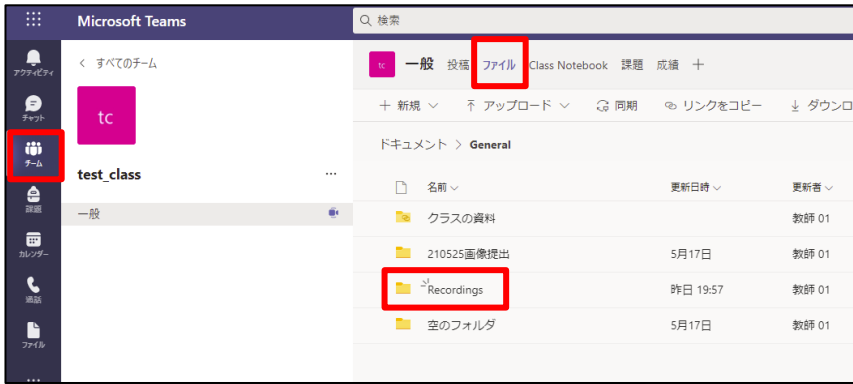 Microsoft Teams
検索
アクティビティ
チャット
チーム
課題
カレンダー
通話
ファイル
すべてのチーム
tc
test_class
一般
tc 一般 投稿 ファイル Class Notebook 課題 成績
新規 アップロード 同期 リンクをコピー ダウンロ
ドキュメント > General
名前 更新日時 更新者
クラスの資料 教師 01
210525画像提出 5月17日 教師 01
Recordings 昨日 19:57 教師 01
空のフォルダ 5月17日 教師 01